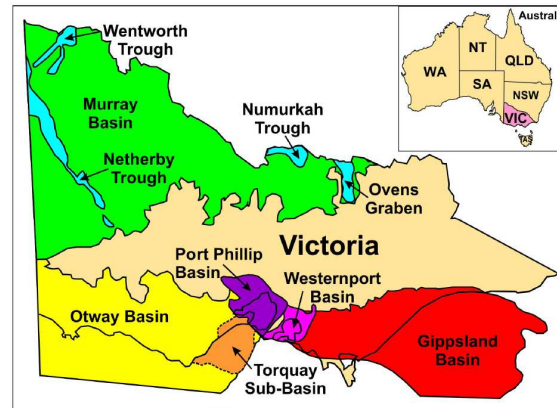 Wentworth
Trough
Australi
NT
QLD
WA
SA
NSW
VIC
TAS
Murray
Basin
Numurkah
Trough
Netherby
Trough
Ovens
Graben
Victoria
Port Phillip
Basin
Westernport
Basin
Otway Basin
Gippsland
Basin
Torquay
Sub-Basin